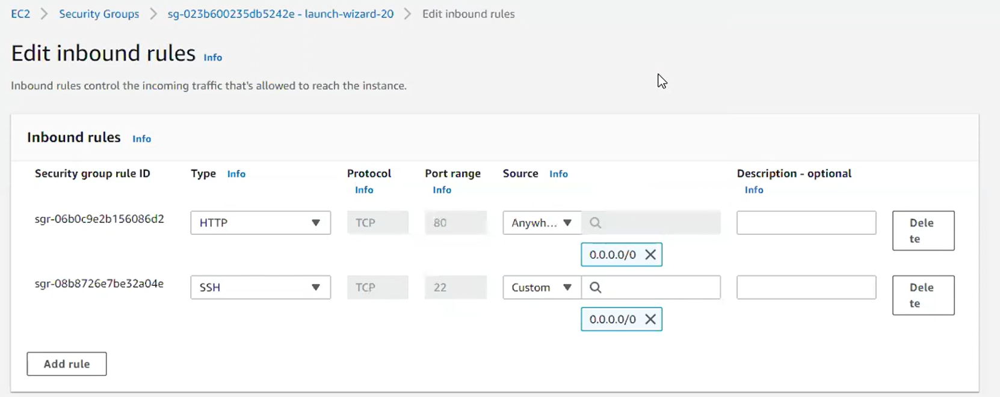 EC2 > Security Groups > sg-023b600235db5242e - launch-wizard-20 > Edit inbound rules
Edit inbound rules Info
Inbound rules control the incoming traffic that's allowed to reach the instance.
Inbound rules Info
Security group rule ID Type Info Protocol Port range Source Info Description - optional
Info Info Info
sgr-06b0c9e2b156086d2 HTTP TCP 80 Anywh... Dele
te
0.0.0.0/0
sgr-08b8726e7be32a04e SSH TCP 22 Custom Dele
te
0.0.0.0/0
Add rule